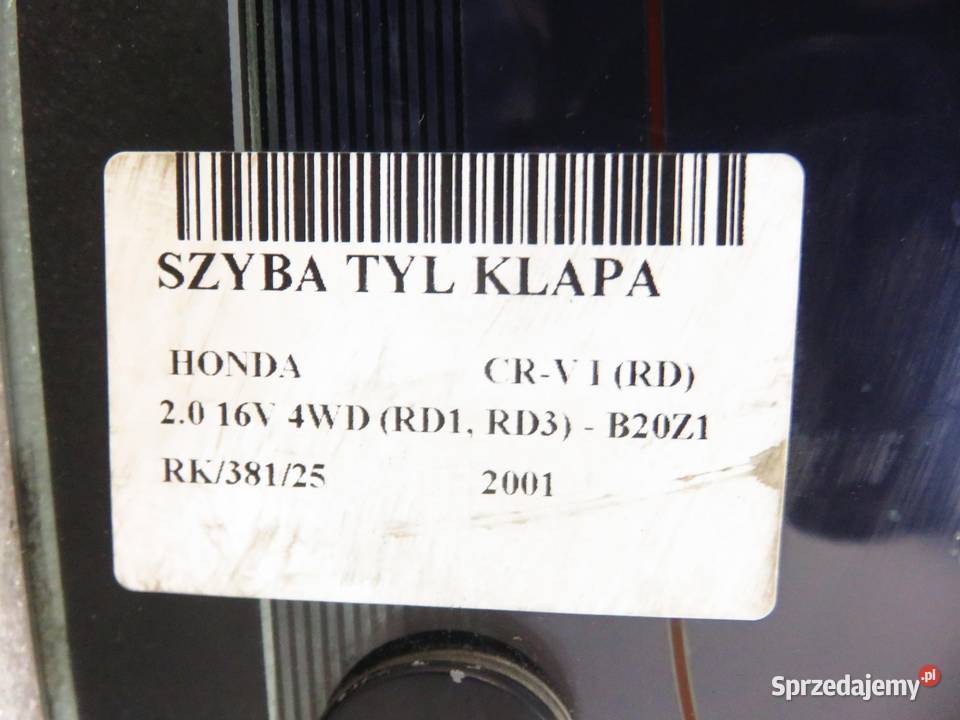 SZYBA TYL KLAPA
HONDA CR-V I (RD)
2.0 16V 4WD (RD1, RD3) - B20Z1
RK/381/25 2001
Sprzedajemy.pl